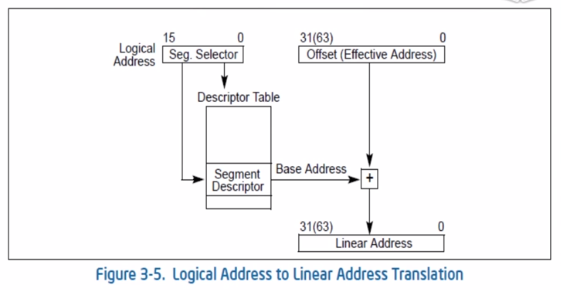 15 0 31(63) 0
Logical Address Seg. Selector Offset (Effective Address)
Descriptor Table
Segment Descriptor Base Address +
31(63) 0
Linear Address
Figure 3-5. Logical Address to Linear Address Translation